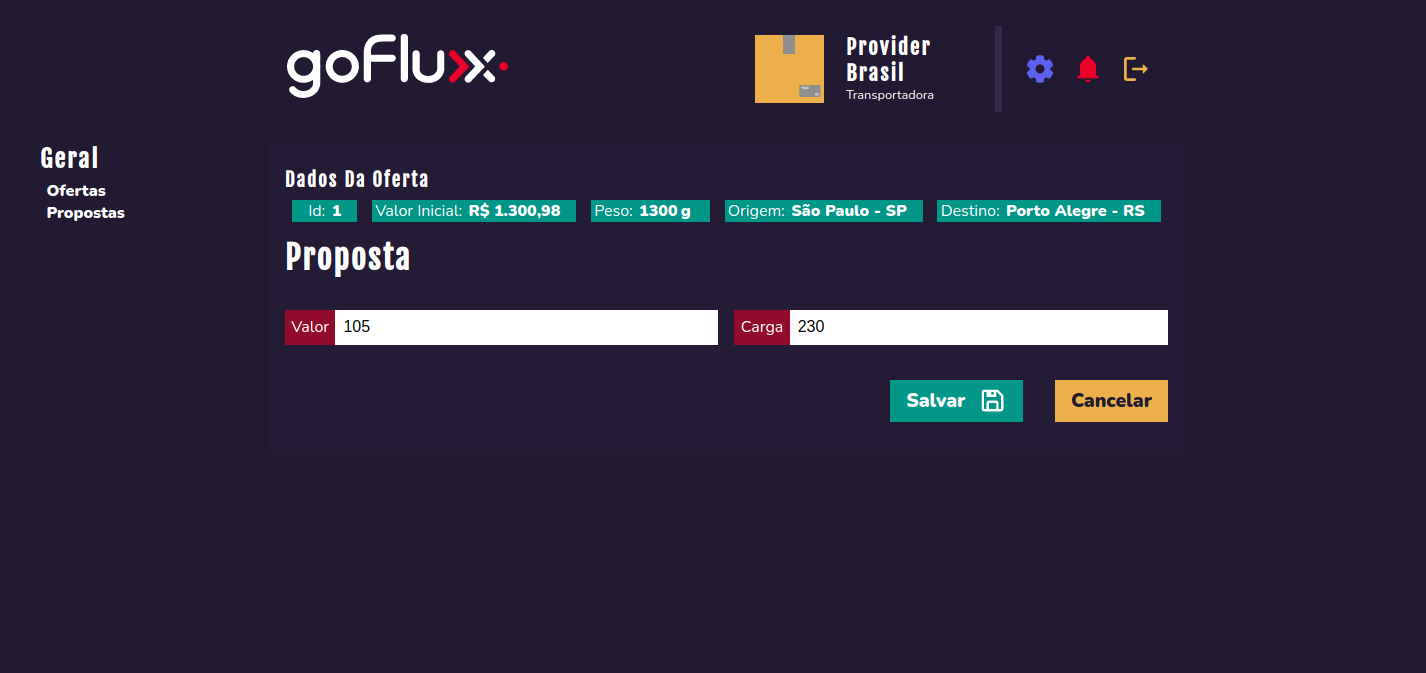 goFlux
Provider
Brasil
Transportadora
Geral
Ofertas
Propostas
Dados Da Oferta
Id: 1 Valor Inicial: R$ 1.300,98 Peso: 1300 g Origem: São Paulo - SP Destino: Porto Alegre - RS
Proposta
Valor 105 Carga 230
Salvar Cancelar